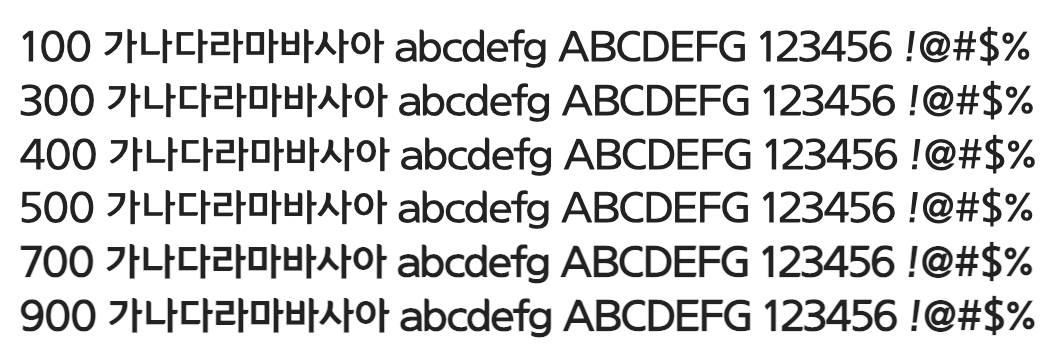 100 가나다라마바사아 abcdefg ABCDEFG 123456 !@#$%
300 가나다라마바사아 abcdefg ABCDEFG 123456 !@#$%
400 가나다라마바사아 abcdefg ABCDEFG 123456 !@#$%
500 가나다라마바사아 abcdefg ABCDEFG 123456 !@#$%
700 가나다라마바사아 abcdefg ABCDEFG 123456 !@#$%
900 가나다라마바사아 abcdefg ABCDEFG 123456 !@#$%